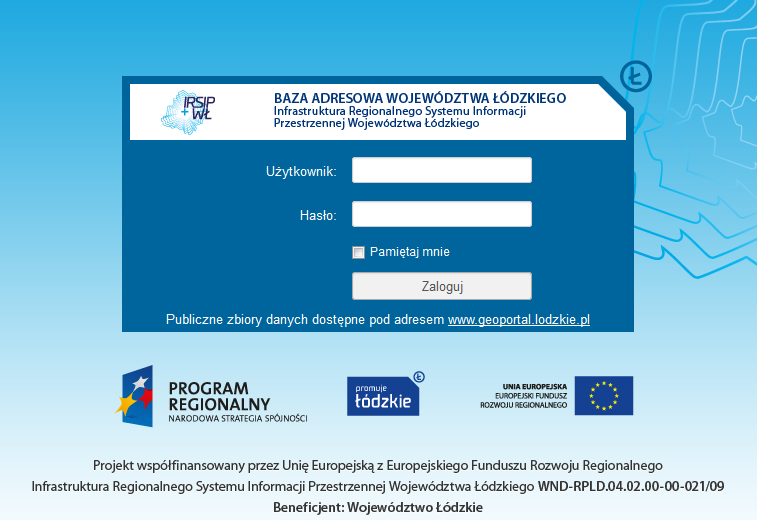 Ł
IRSIP
+WŁ
BAZA ADRESOWA WOJEWÓDZTWA ŁÓDZKIEGO
Infrastruktura Regionalnego Systemu Informacji
Przestrzennej Województwa Łódzkiego
Użytkownik:
Hasło:
Pamiętaj mnie
Zaloguj
Publiczne zbiory danych dostępne pod adresem www.geoportal.lodzkie.pl
PROGRAM
REGIONALNY
NARODOWA STRATEGIA SPÓJNOŚCI
Ł
promuje
łódzkie
UNIA EUROPEJSKA
EUROPEJSKI FUNDUSZ
ROZWOJU REGIONALNEGO
Projekt współfinansowany przez Unię Europejską z Europejskiego Funduszu Rozwoju Regionalnego
Infrastruktura Regionalnego Systemu Informacji Przestrzennej Województwa Łódzkiego WND-RPLD.04.02.00-00-021/09
Beneficjent: Województwo Łódzkie